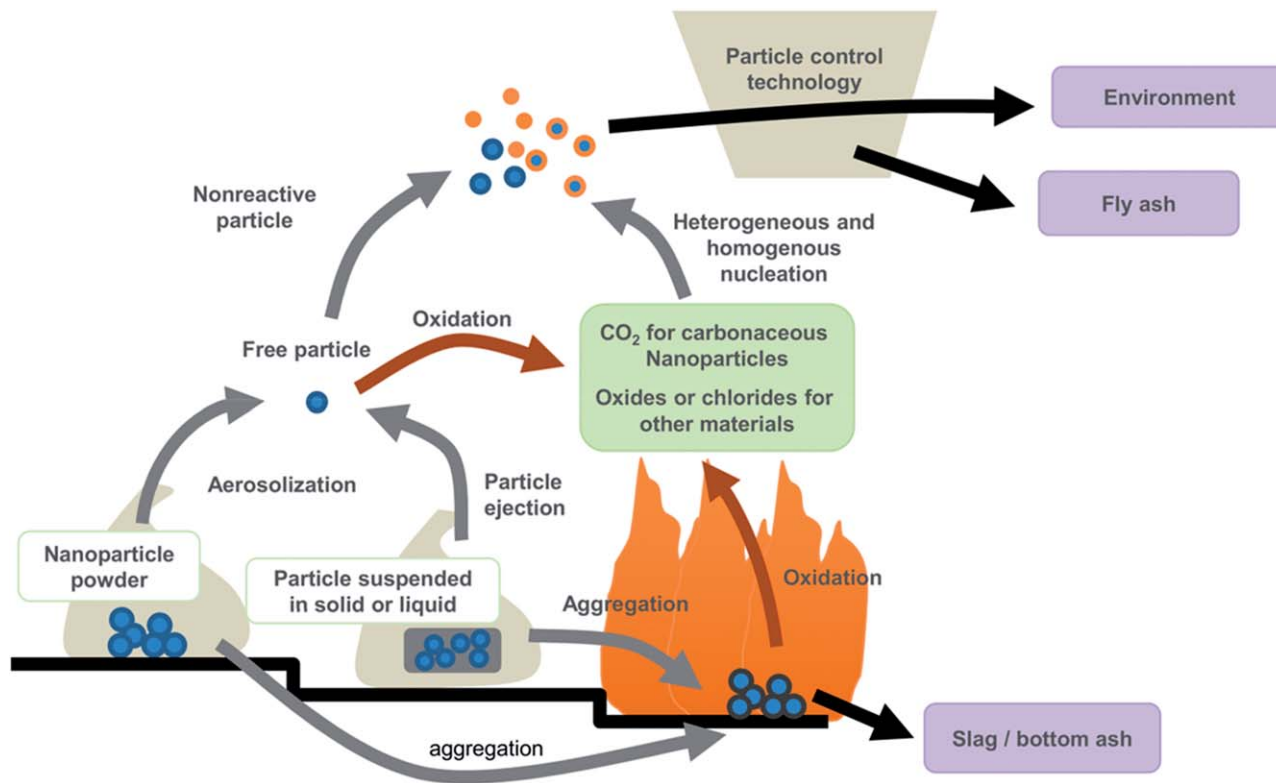 Particle control
technology
Environment
Fly ash
Nonreactive
particle
Heterogeneous and
homogenous
nucleation
Oxidation
Free particle
CO₂ for carbonaceous
Nanoparticles
Oxides or chlorides for
other materials
Aerosolization
Particle
ejection
Nanoparticle
powder
Particle suspended
in solid or liquid
Aggregation
Oxidation
aggregation
Slag / bottom ash